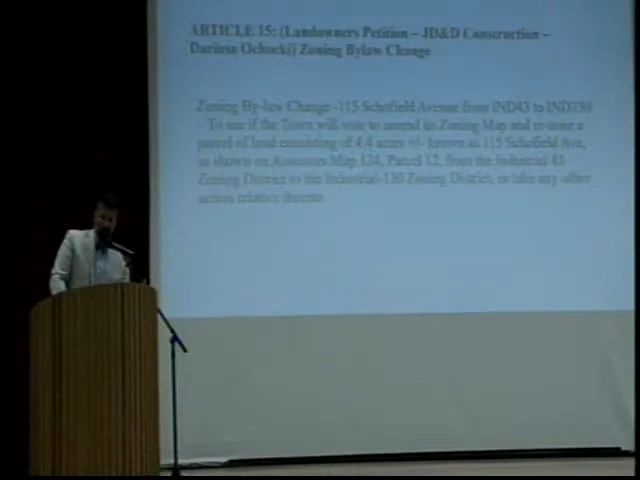 ARTICLE 15: (Landowners Petition – JD&D Construction –
Dariusz Ochocki) Zoning Bylaw Change
Zoning By-law Change -115 Schofield Avenue from IND43 to IND130
– To see if the Town will vote to amend its Zoning Map and re-zone a
parcel of land consisting of 4.4 acres +/- known as 115 Schofield Ave,
as shown on Assessors Map 124, Parcel 12, from the Industrial 43
Zoning District to the Industrial-130 Zoning District, or take any other
action relative thereto.